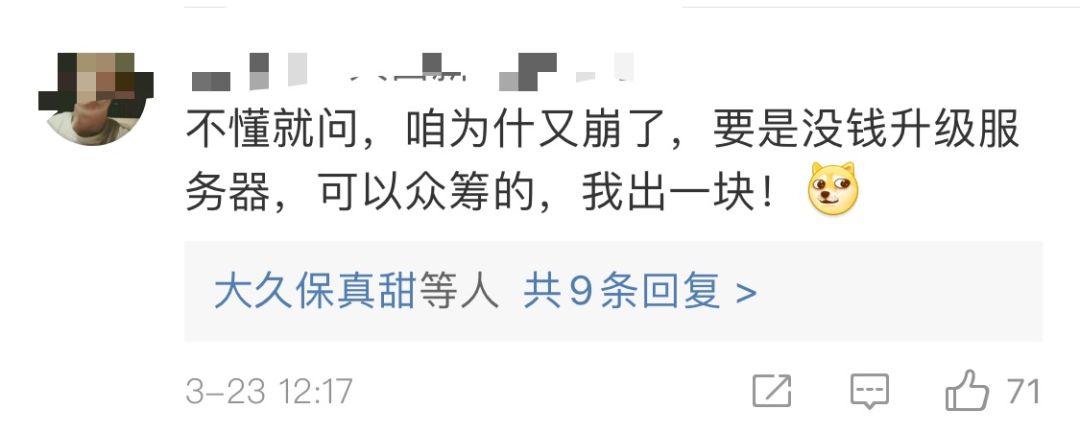 不懂就问，咱为什又崩了，要是没钱升级服
务器，可以众筹的，我出一块！
大久保真甜等人 共9条回复 >
3-23 12:17
71